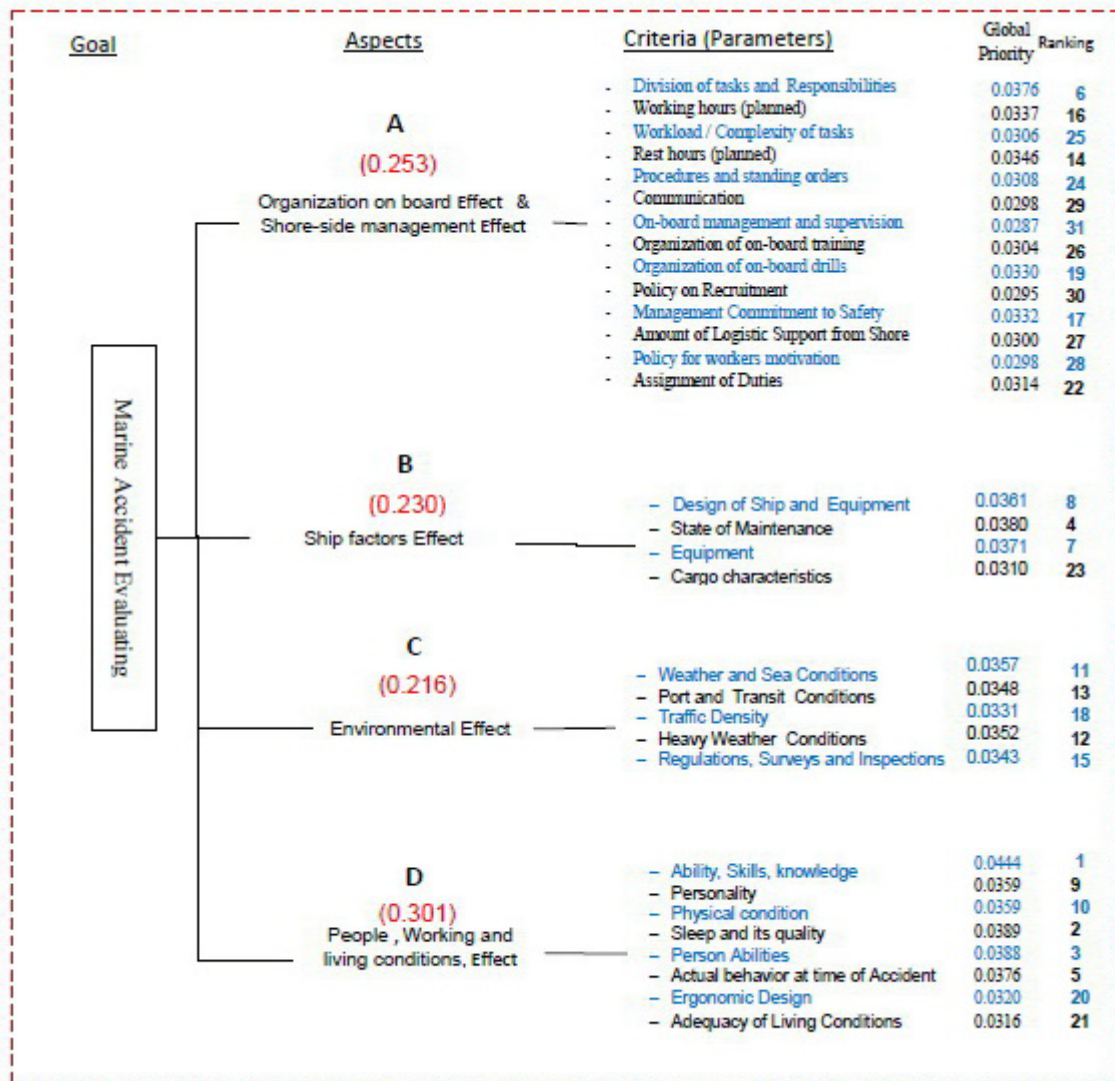 Goal Aspects Criteria (Parameters) Global Priority Ranking
A
(0.253)
Organization on board Effect &
Shore-side management Effect
- Division of tasks and Responsibilities 0.0376 6
- Working hours (planned) 0.0337 16
- Workload / Complexity of tasks 0.0306 25
- Rest hours (planned) 0.0346 14
- Procedures and standing orders 0.0308 24
- Communication 0.0298 29
- On-board management and supervision 0.0287 31
- Organization of on-board training 0.0304 26
- Organization of on-board drills 0.0330 19
- Policy on Recruitment 0.0295 30
- Management Commitment to Safety 0.0332 17
- Amount of Logistic Support from Shore 0.0300 27
- Policy for workers motivation 0.0298 28
- Assignment of Duties 0.0314 22
Marine Accident Evaluating
B
(0.230)
Ship factors Effect
– Design of Ship and Equipment 0.0361 8
– State of Maintenance 0.0380 4
– Equipment 0.0371 7
– Cargo characteristics 0.0310 23
C
(0.216)
Environmental Effect
– Weather and Sea Conditions 0.0357 11
– Port and Transit Conditions 0.0348 13
– Traffic Density 0.0331 18
– Heavy Weather Conditions 0.0352 12
– Regulations, Surveys and Inspections 0.0343 15
D
(0.301)
People , Working and
living conditions, Effect
– Ability, Skills, knowledge 0.0444 1
– Personality 0.0359 9
– Physical condition 0.0359 10
– Sleep and its quality 0.0389 2
– Person Abilities 0.0388 3
– Actual behavior at time of Accident 0.0376 5
– Ergonomic Design 0.0320 20
– Adequacy of Living Conditions 0.0316 21